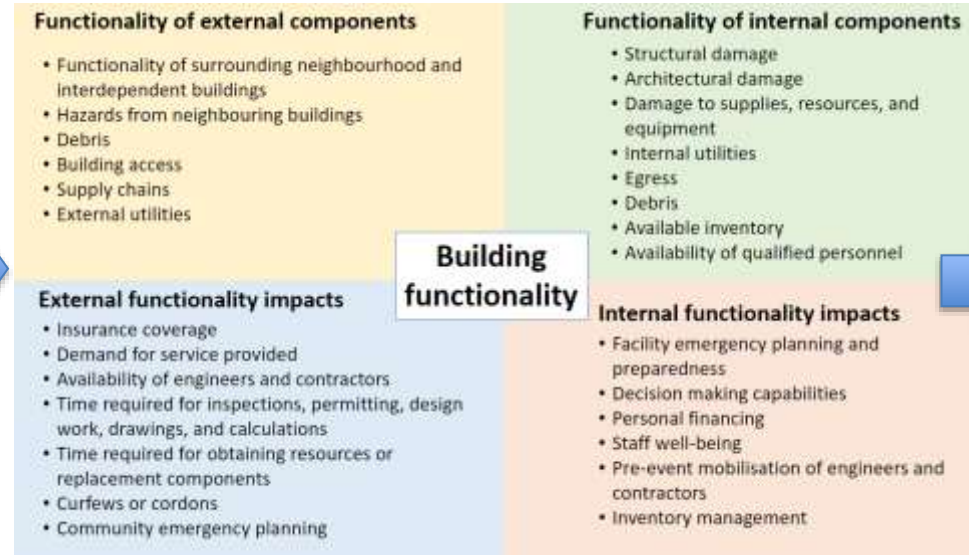 Functionality of external components
• Functionality of surrounding neighbourhood and
interdependent buildings
• Hazards from neighbouring buildings
• Debris
• Building access
• Supply chains
• External utilities
Functionality of internal components
• Structural damage
• Architectural damage
• Damage to supplies, resources, and
equipment
• Internal utilities
• Egress
• Debris
• Available inventory
• Availability of qualified personnel
Building
functionality
External functionality impacts
• Insurance coverage
• Demand for service provided
• Availability of engineers and contractors
• Time required for inspections, permitting, design
work, drawings, and calculations
• Time required for obtaining resources or
replacement components
• Curfews or cordons
• Community emergency planning
Internal functionality impacts
• Facility emergency planning and
preparedness
• Decision making capabilities
• Personal financing
• Staff well-being
• Pre-event mobilisation of engineers and
contractors
• Inventory management